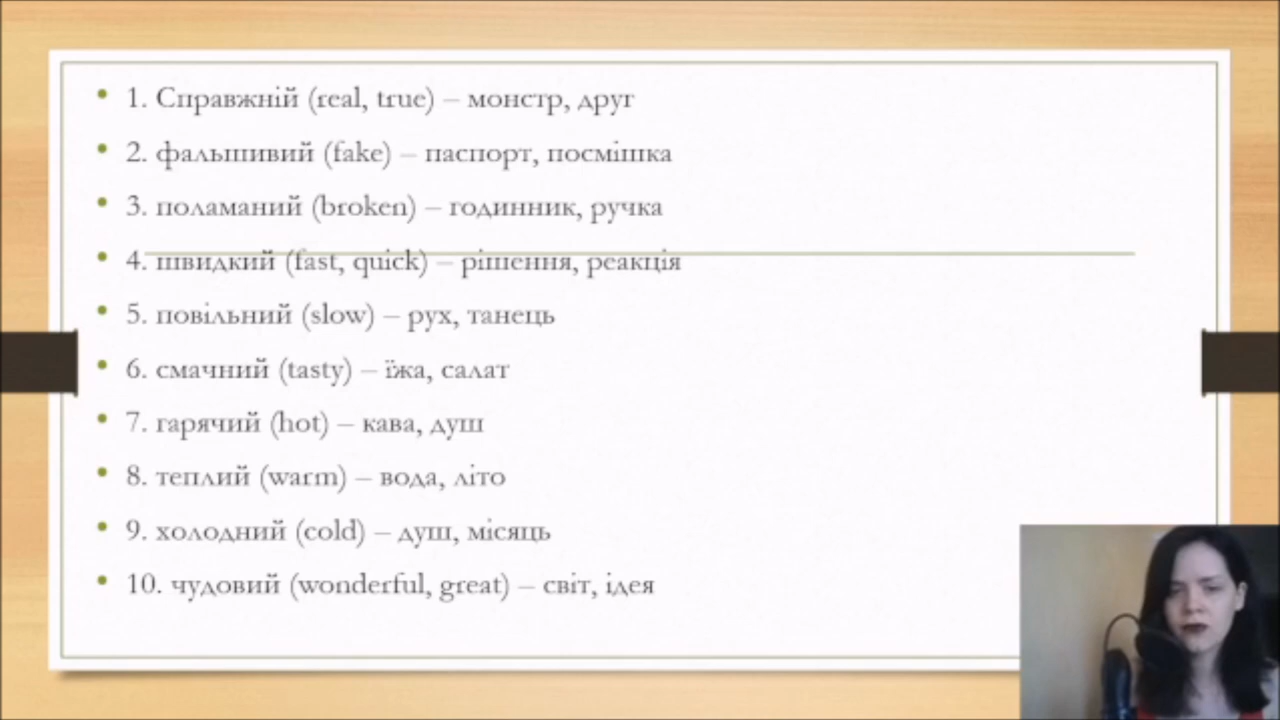 1. Справжній (real, true) – монстр, друг
2. фальшивий (fake) – паспорт, посмішка
3. поламаний (broken) – годинник, ручка
4. швидкий (fast, quick) – рішення, реакція
5. повільний (slow) – рух, танець
6. смачний (tasty) – їжа, салат
7. гарячий (hot) – кава, душ
8. теплий (warm) – вода, літо
9. холодний (cold) – душ, місяць
10. чудовий (wonderful, great) – світ, ідея